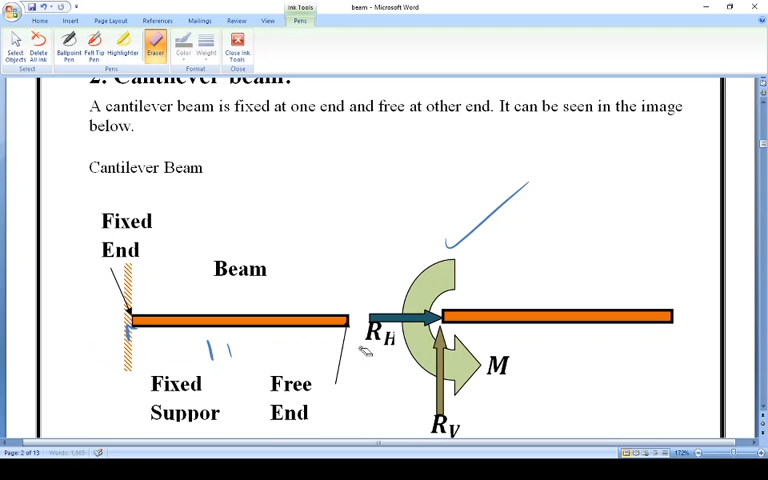 Ink Tools
beam - Microsoft Word
Home Insert Page Layout References Mailings Review View Pens
Select Objects Delete All Ink Ballpoint Pen Felt Tip Pen Highlighter Eraser Color Weight Close Ink Tools
Select Pens Format Close
2. Cantilever beam:
A cantilever beam is fixed at one end and free at other end. It can be seen in the image
below.
Cantilever Beam
Fixed
End
Beam
R_H
M
Fixed
Suppor
Free
End
R_V
Page: 2 of 13 Words: 1,665 172%